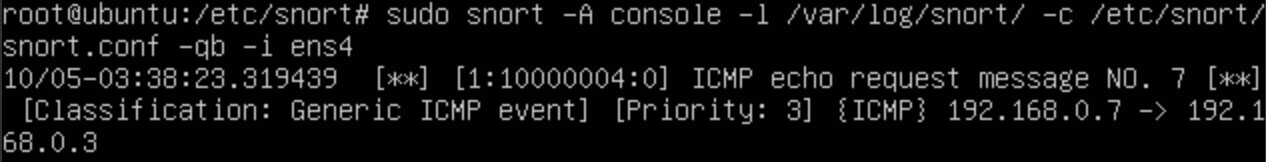 root@ubuntu:/etc/snort# sudo snort -A console -l /var/log/snort/ -c /etc/snort/
snort.conf -qb -i ens4
10/05-03:38:23.319439  [**] [1:10000004:0] ICMP echo request message NO. 7 [**]
 [Classification: Generic ICMP event] [Priority: 3] {ICMP} 192.168.0.7 -> 192.1
68.0.3